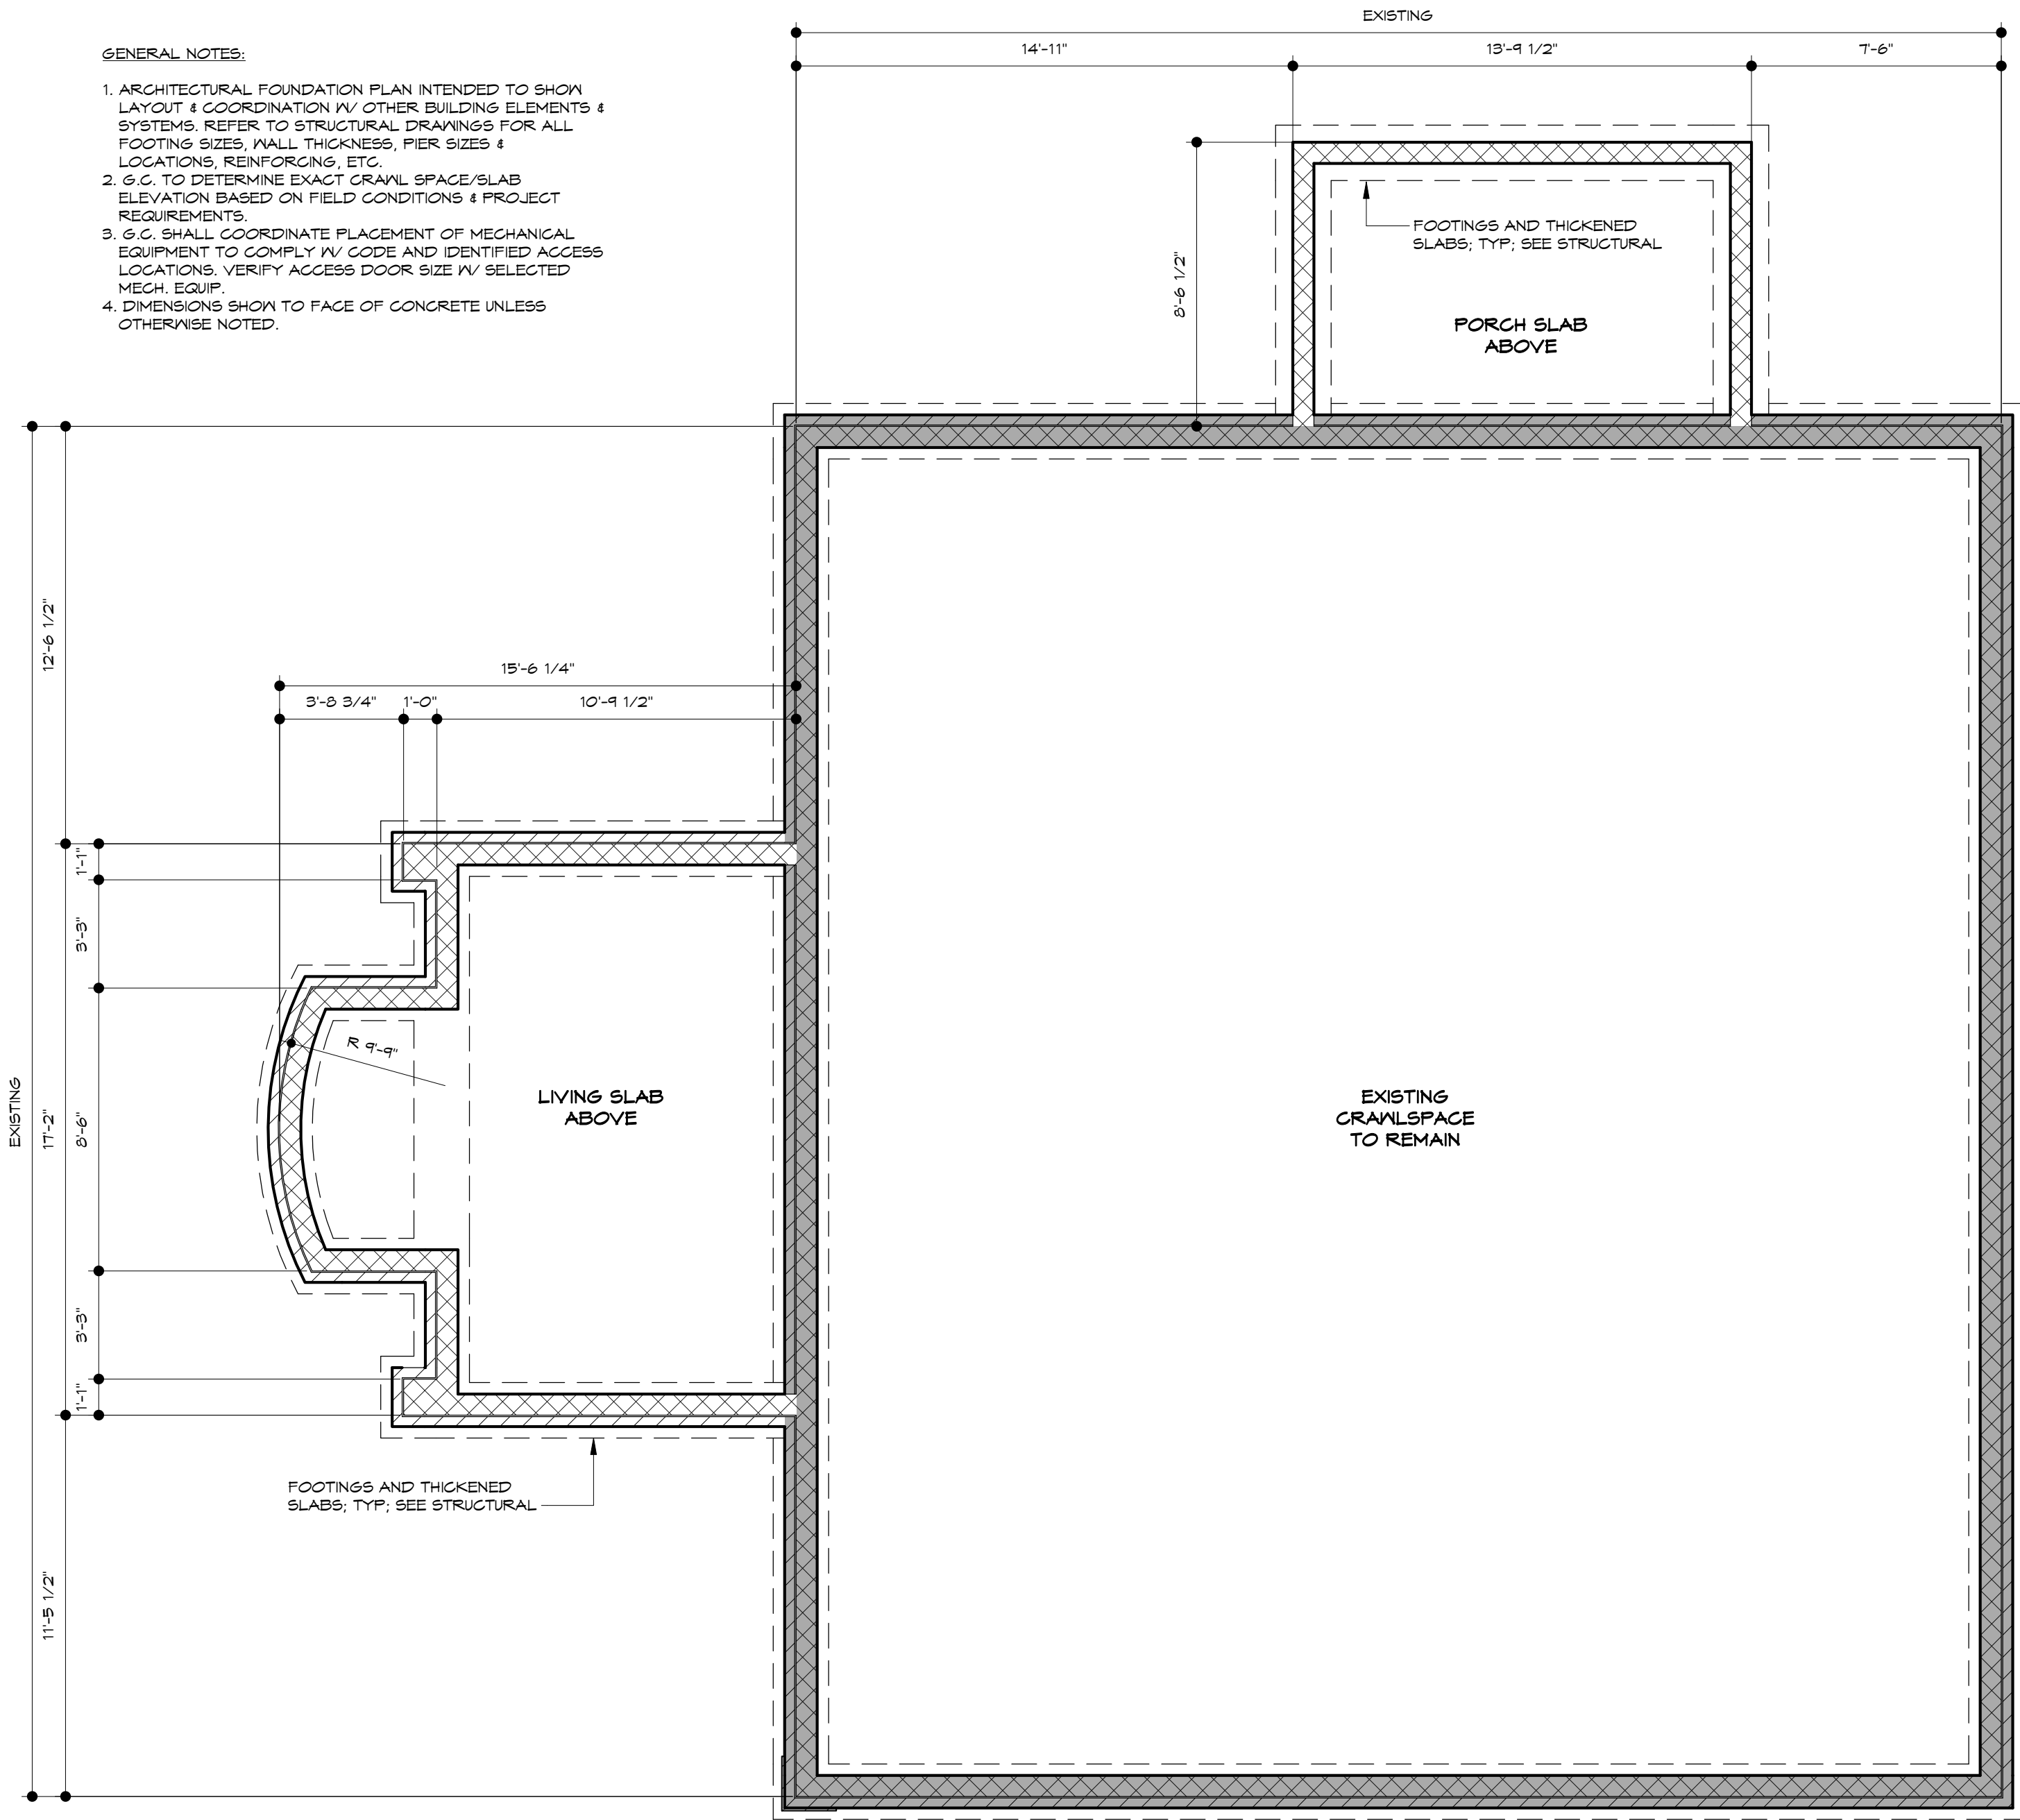 GENERAL NOTES:
1. ARCHITECTURAL FOUNDATION PLAN INTENDED TO SHOW
LAYOUT & COORDINATION W/ OTHER BUILDING ELEMENTS &
SYSTEMS. REFER TO STRUCTURAL DRAWINGS FOR ALL
FOOTING SIZES, WALL THICKNESS, PIER SIZES &
LOCATIONS, REINFORCING, ETC.
2. G.C. TO DETERMINE EXACT CRAWL SPACE/SLAB
ELEVATION BASED ON FIELD CONDITIONS & PROJECT
REQUIREMENTS.
3. G.C. SHALL COORDINATE PLACEMENT OF MECHANICAL
EQUIPMENT TO COMPLY W/ CODE AND IDENTIFIED ACCESS
LOCATIONS. VERIFY ACCESS DOOR SIZE W/ SELECTED
MECH. EQUIP.
4. DIMENSIONS SHOW TO FACE OF CONCRETE UNLESS
OTHERWISE NOTED.
EXISTING
14'-11"
13'-9 1/2"
7'-6"
8'-6 1/2"
FOOTINGS AND THICKENED
SLABS; TYP; SEE STRUCTURAL
PORCH SLAB
ABOVE
12'-6 1/2"
15'-6 1/4"
3'-8 3/4"
1'-0"
10'-9 1/2"
1'-1"
3'-3"
R 9'-9"
EXISTING
17'-2"
8'-6"
LIVING SLAB
ABOVE
EXISTING
CRAWLSPACE
TO REMAIN
3'-3"
1'-1"
FOOTINGS AND THICKENED
SLABS; TYP; SEE STRUCTURAL
11'-5 1/2"